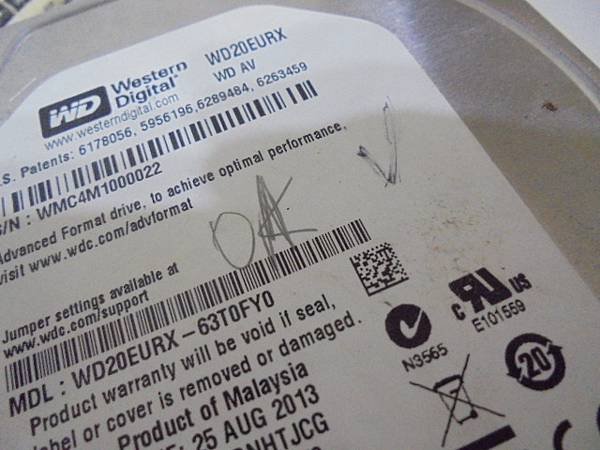 WD Western Digital® WD20EURX
www.westerndigital.com WD AV
.S. Patents: 6178056, 5956196, 6289484, 6263459
S/N : WMC4M1000022
Advanced Format drive, to achieve optimal performance,
visit www.wdc.com/advformat
OK
Jumper settings available at
www.wdc.com/support
MDL : WD20EURX-63T0FY0
Product warranty will be void if seal,
label or cover is removed or damaged.
Product of Malaysia
25 AUG 2013
NHTJCG
N3565
c US
E101559
20